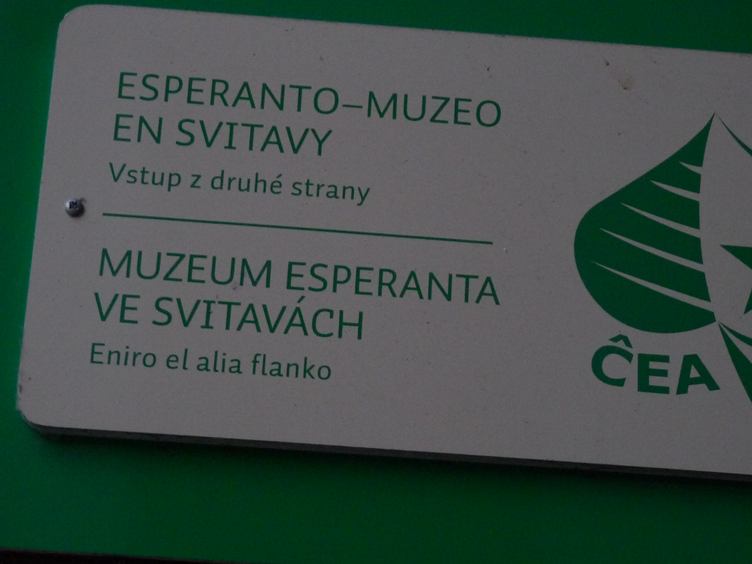 ESPERANTO–MUZEO
EN SVITAVY
Vstup z druhé strany
MUZEUM ESPERANTA
VE SVITAVÁCH
Eniro el alia flanko
ĈEA